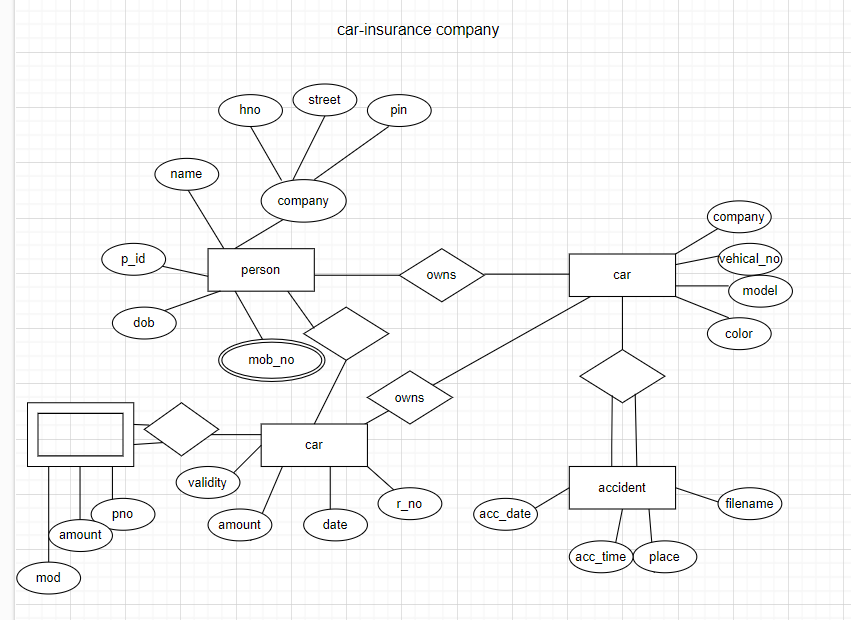 car-insurance company
hno
street
pin
name
company
p_id
person
owns
car
company
vehical_no
model
color
dob
mob_no
owns
car
validity
amount
date
r_no
pno
amount
mod
accident
acc_date
acc_time
place
filename